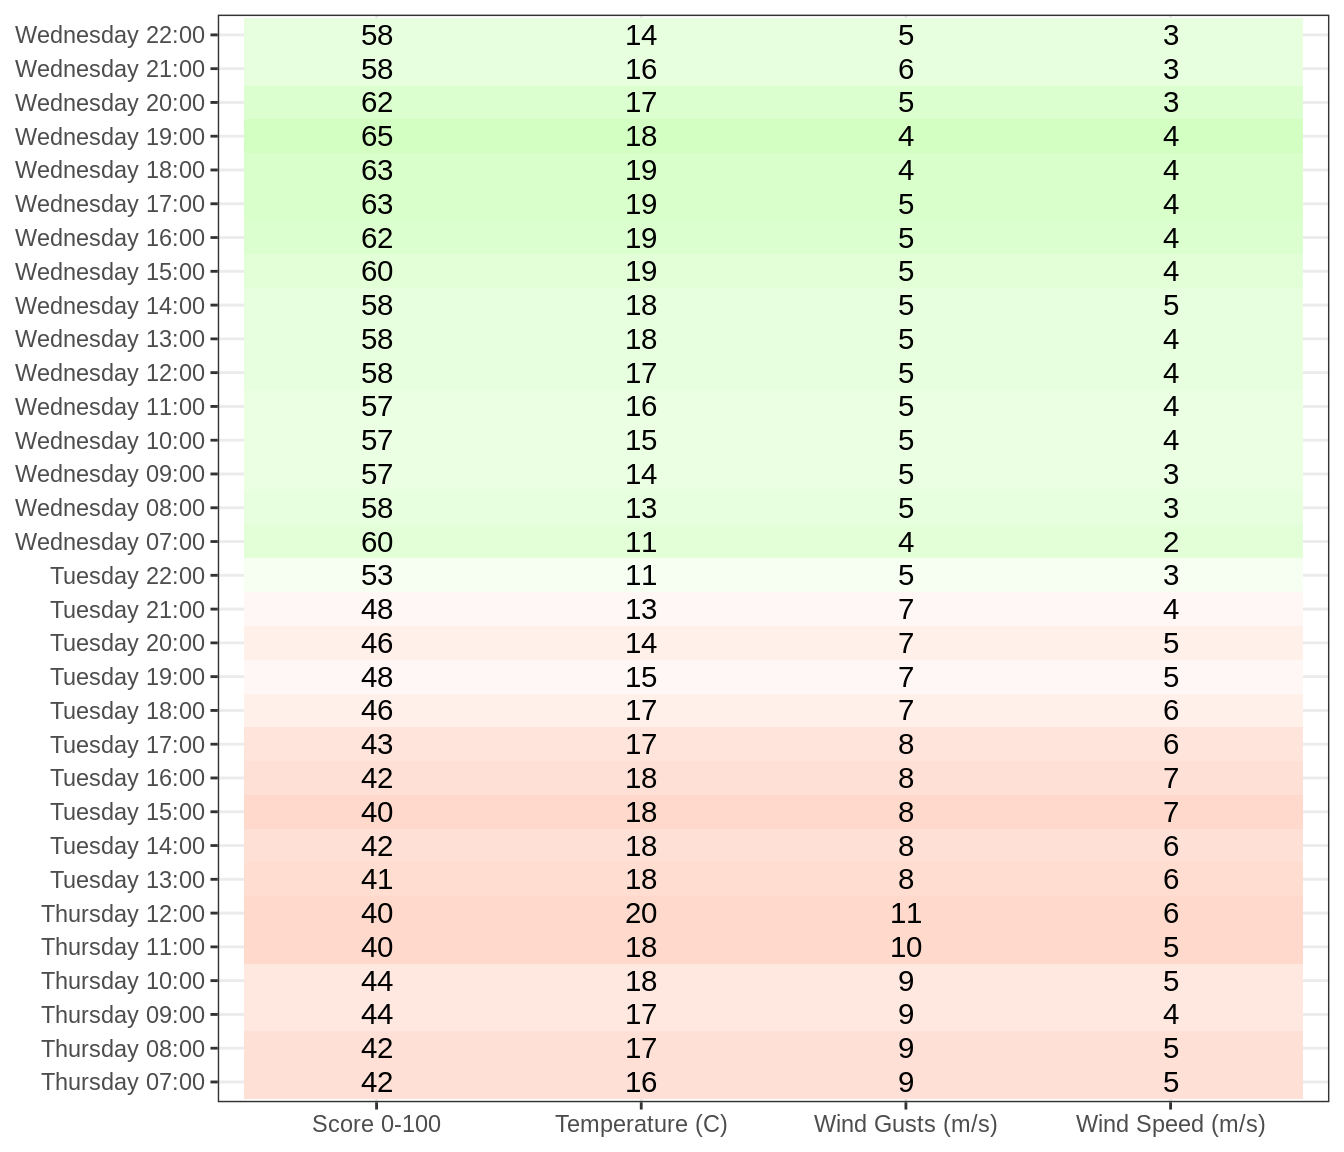 Wednesday 22:00 58 14 5 3
Wednesday 21:00 58 16 6 3
Wednesday 20:00 62 17 5 3
Wednesday 19:00 65 18 4 4
Wednesday 18:00 63 19 4 4
Wednesday 17:00 63 19 5 4
Wednesday 16:00 62 19 5 4
Wednesday 15:00 60 19 5 4
Wednesday 14:00 58 18 5 5
Wednesday 13:00 58 18 5 4
Wednesday 12:00 58 17 5 4
Wednesday 11:00 57 16 5 4
Wednesday 10:00 57 15 5 4
Wednesday 09:00 57 14 5 3
Wednesday 08:00 58 13 5 3
Wednesday 07:00 60 11 4 2
Tuesday 22:00 53 11 5 3
Tuesday 21:00 48 13 7 4
Tuesday 20:00 46 14 7 5
Tuesday 19:00 48 15 7 5
Tuesday 18:00 46 17 7 6
Tuesday 17:00 43 17 8 6
Tuesday 16:00 42 18 8 7
Tuesday 15:00 40 18 8 7
Tuesday 14:00 42 18 8 6
Tuesday 13:00 41 18 8 6
Thursday 12:00 40 20 11 6
Thursday 11:00 40 18 10 5
Thursday 10:00 44 18 9 5
Thursday 09:00 44 17 9 4
Thursday 08:00 42 17 9 5
Thursday 07:00 42 16 9 5
Score 0-100 Temperature (C) Wind Gusts (m/s) Wind Speed (m/s)